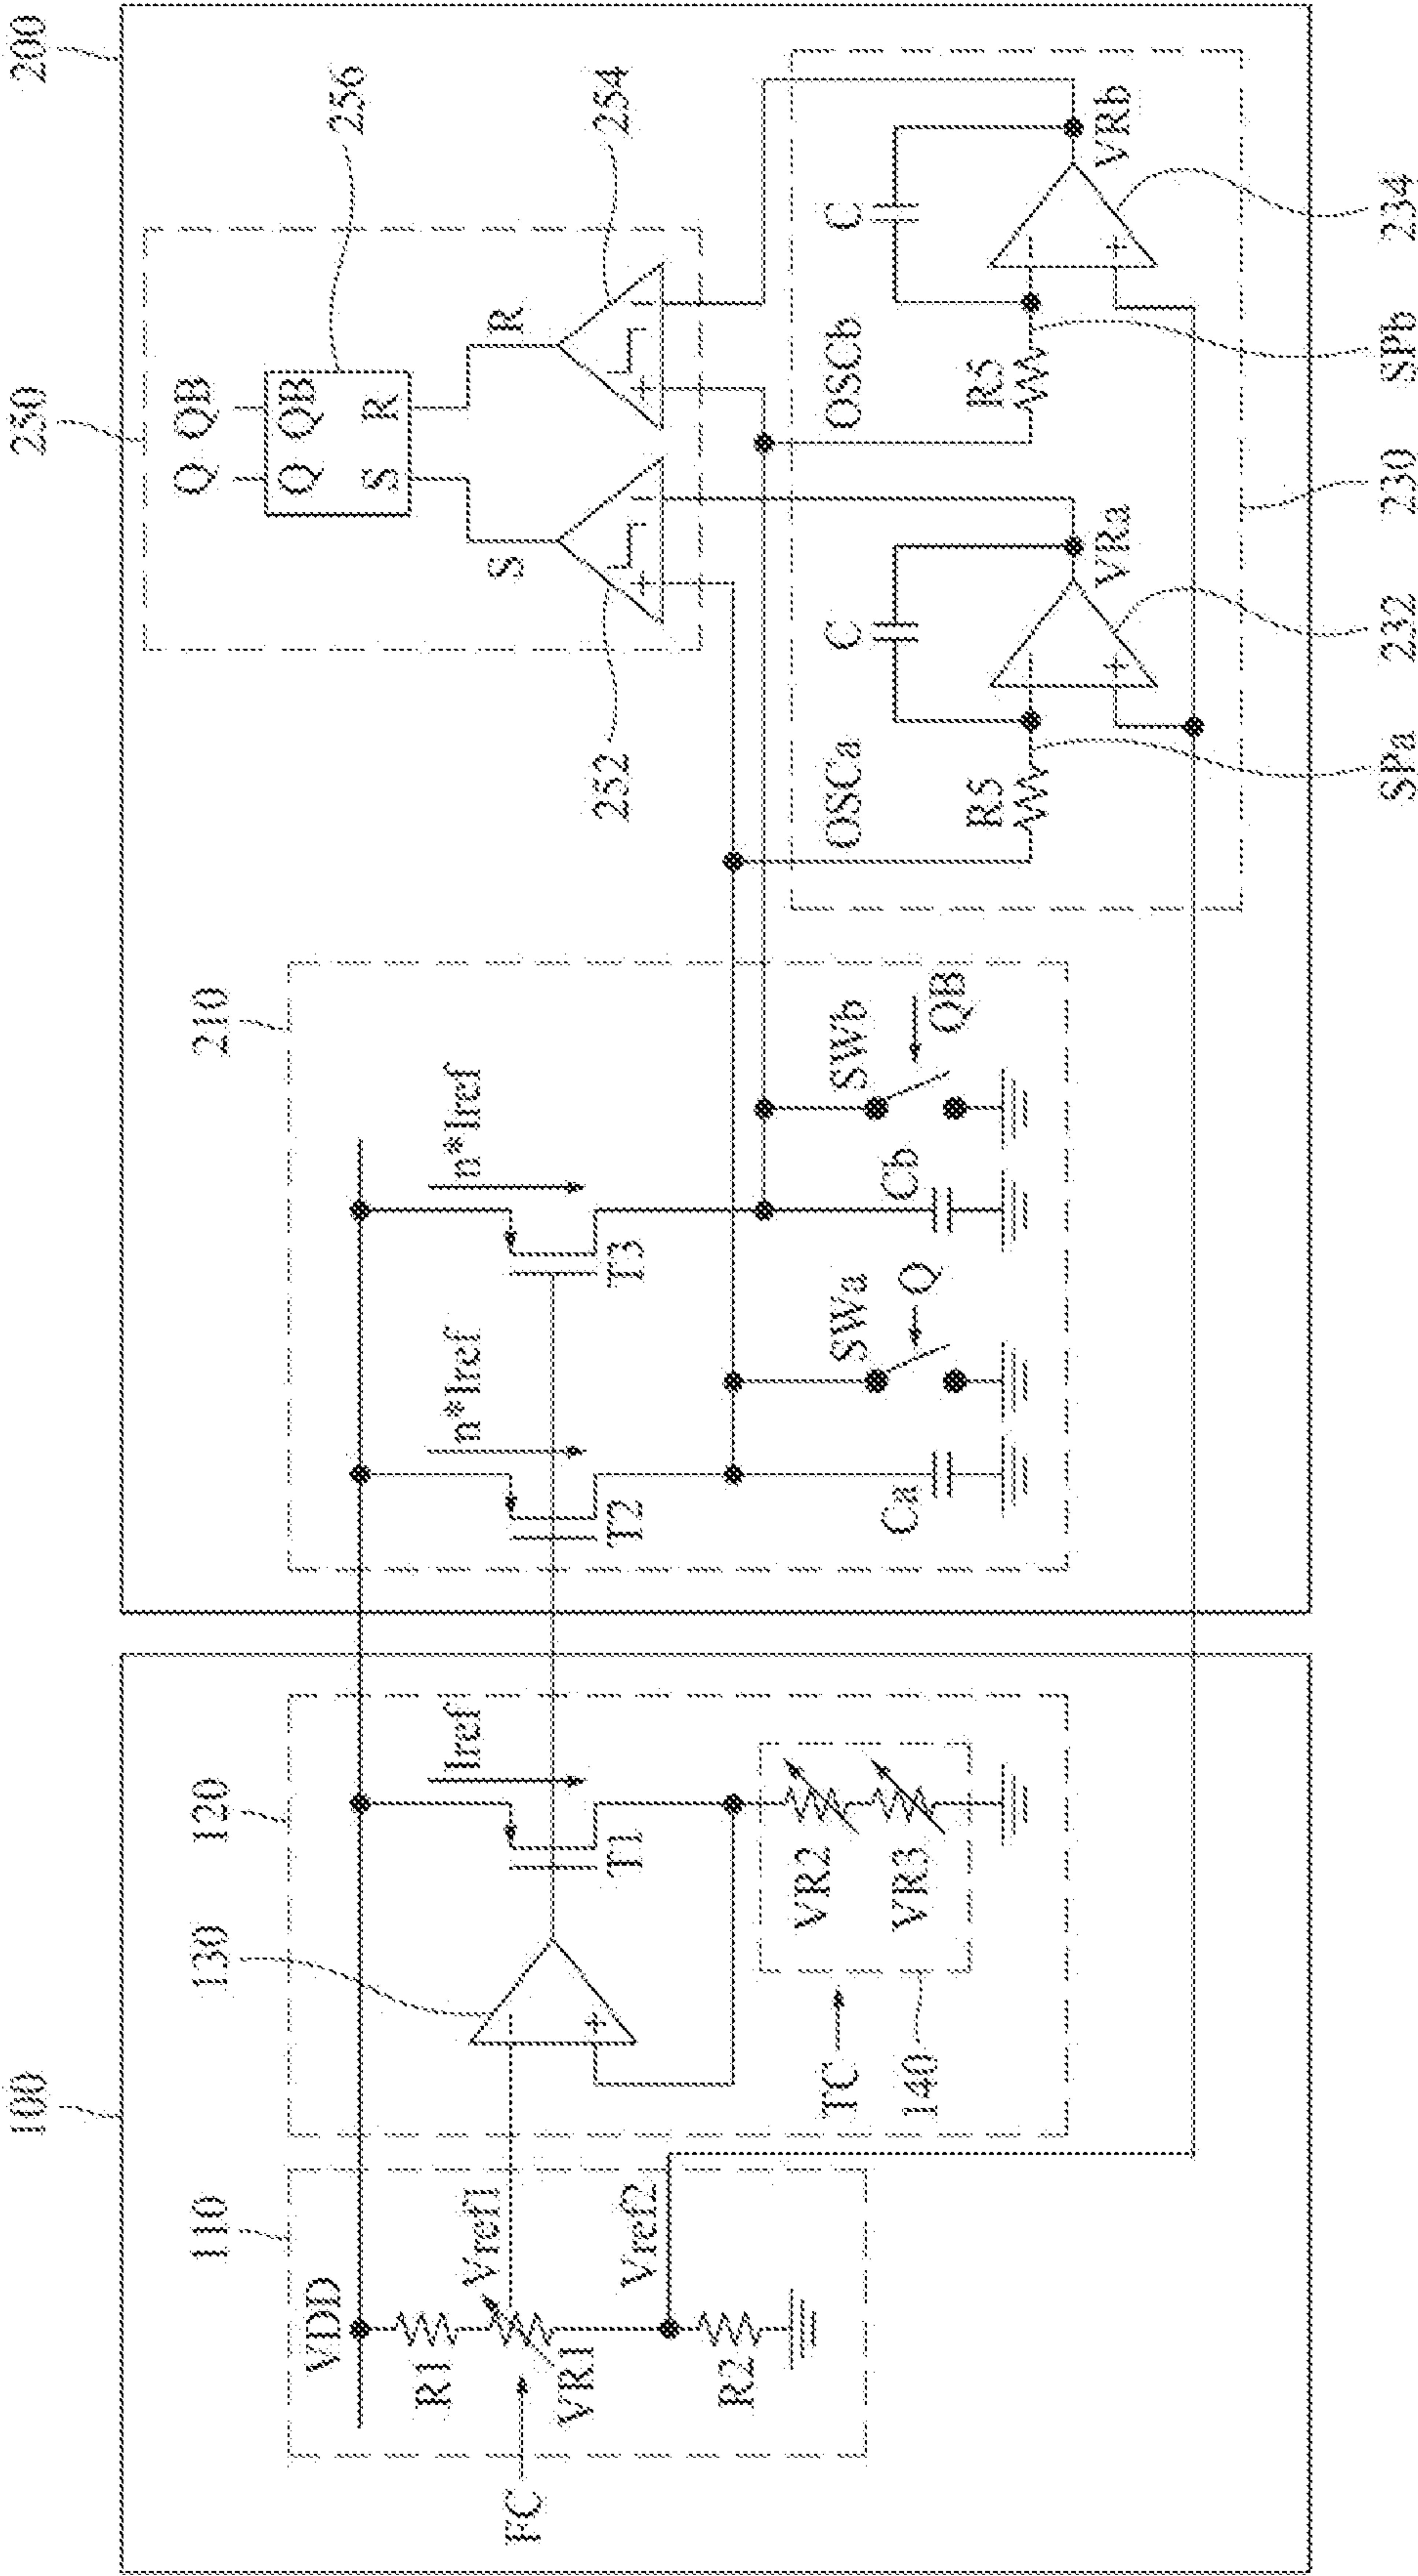 100
200
110
120
130
210
250
256
254
252
VDD
R1
VR1
FC
Vref1
Vref2
R2
Iref
T1
TC
140
VR2
VR3
n*Iref
T2
n*Iref
T3
Ca
SWa
Q
Cb
SWb
QB
Q QB
Q QB
S R
S
R
+
+
+
OSCa
R5
C
VRa
+
SPa
232
OSCb
R5
C
VRb
+
SPb
230
234